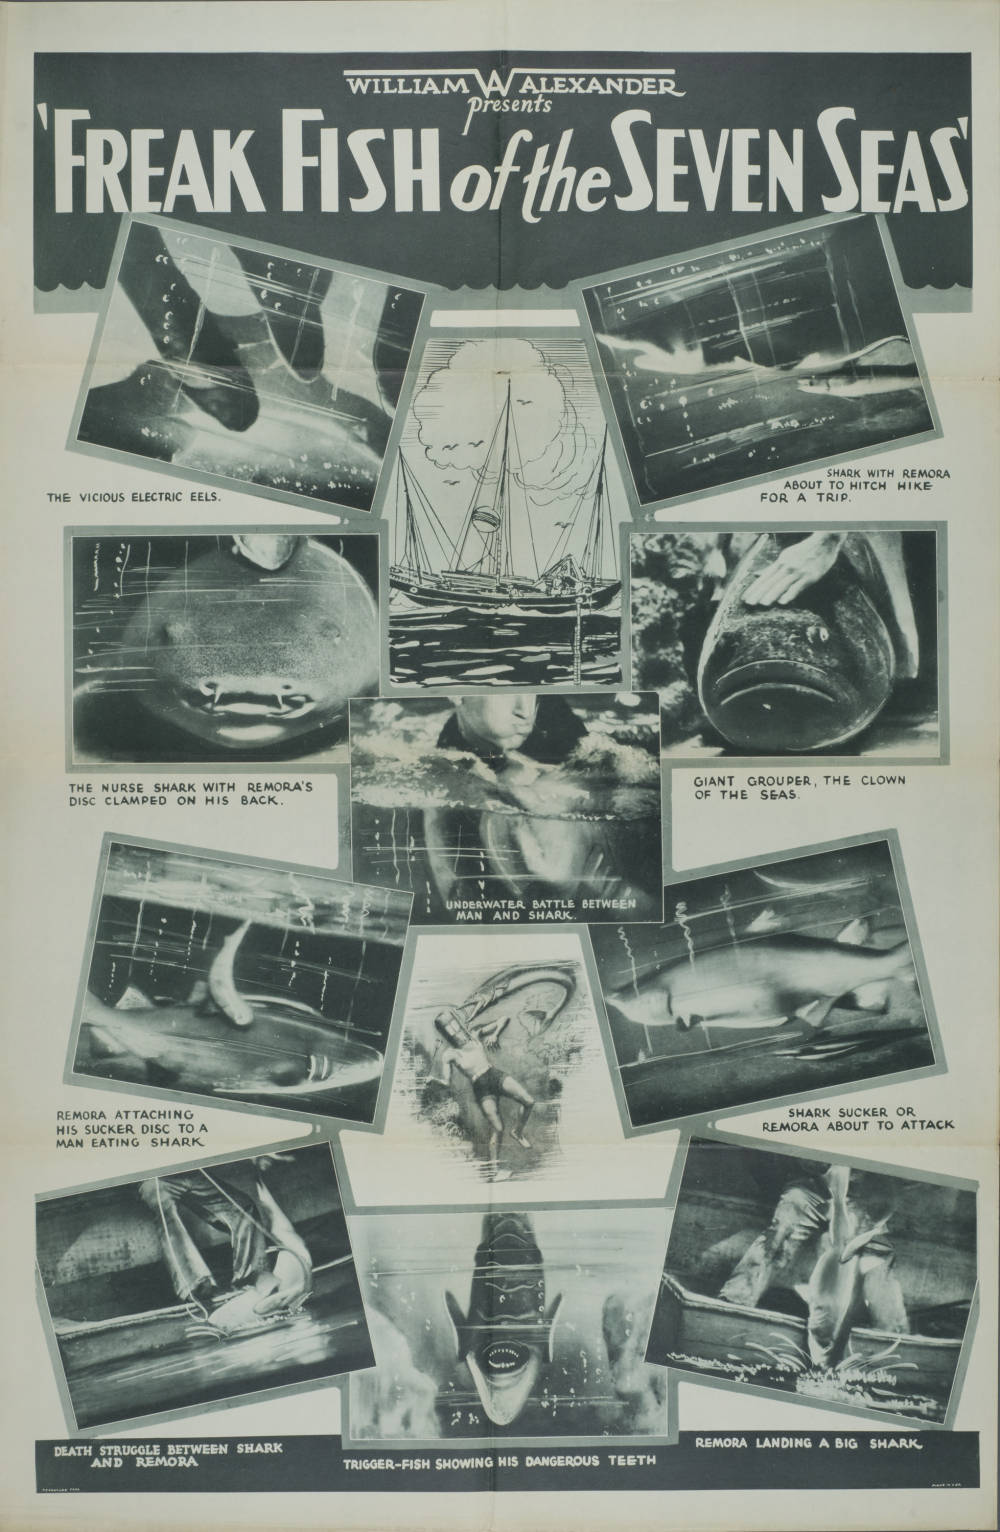 WILLIAM WA ALEXANDER
presents
'FREAK FISH of the SEVEN SEAS'
THE VICIOUS ELECTRIC EELS.
SHARK WITH REMORA
ABOUT TO HITCH HIKE
FOR A TRIP.
THE NURSE SHARK WITH REMORA'S
DISC CLAMPED ON HIS BACK.
GIANT GROUPER, THE CLOWN
OF THE SEAS.
UNDERWATER BATTLE BETWEEN
MAN AND SHARK.
REMORA ATTACHING
HIS SUCKER DISC TO A
MAN EATING SHARK
SHARK SUCKER OR
REMORA ABOUT TO ATTACK
DEATH STRUGGLE BETWEEN SHARK
AND REMORA
TRIGGER-FISH SHOWING HIS DANGEROUS TEETH
REMORA LANDING A BIG SHARK